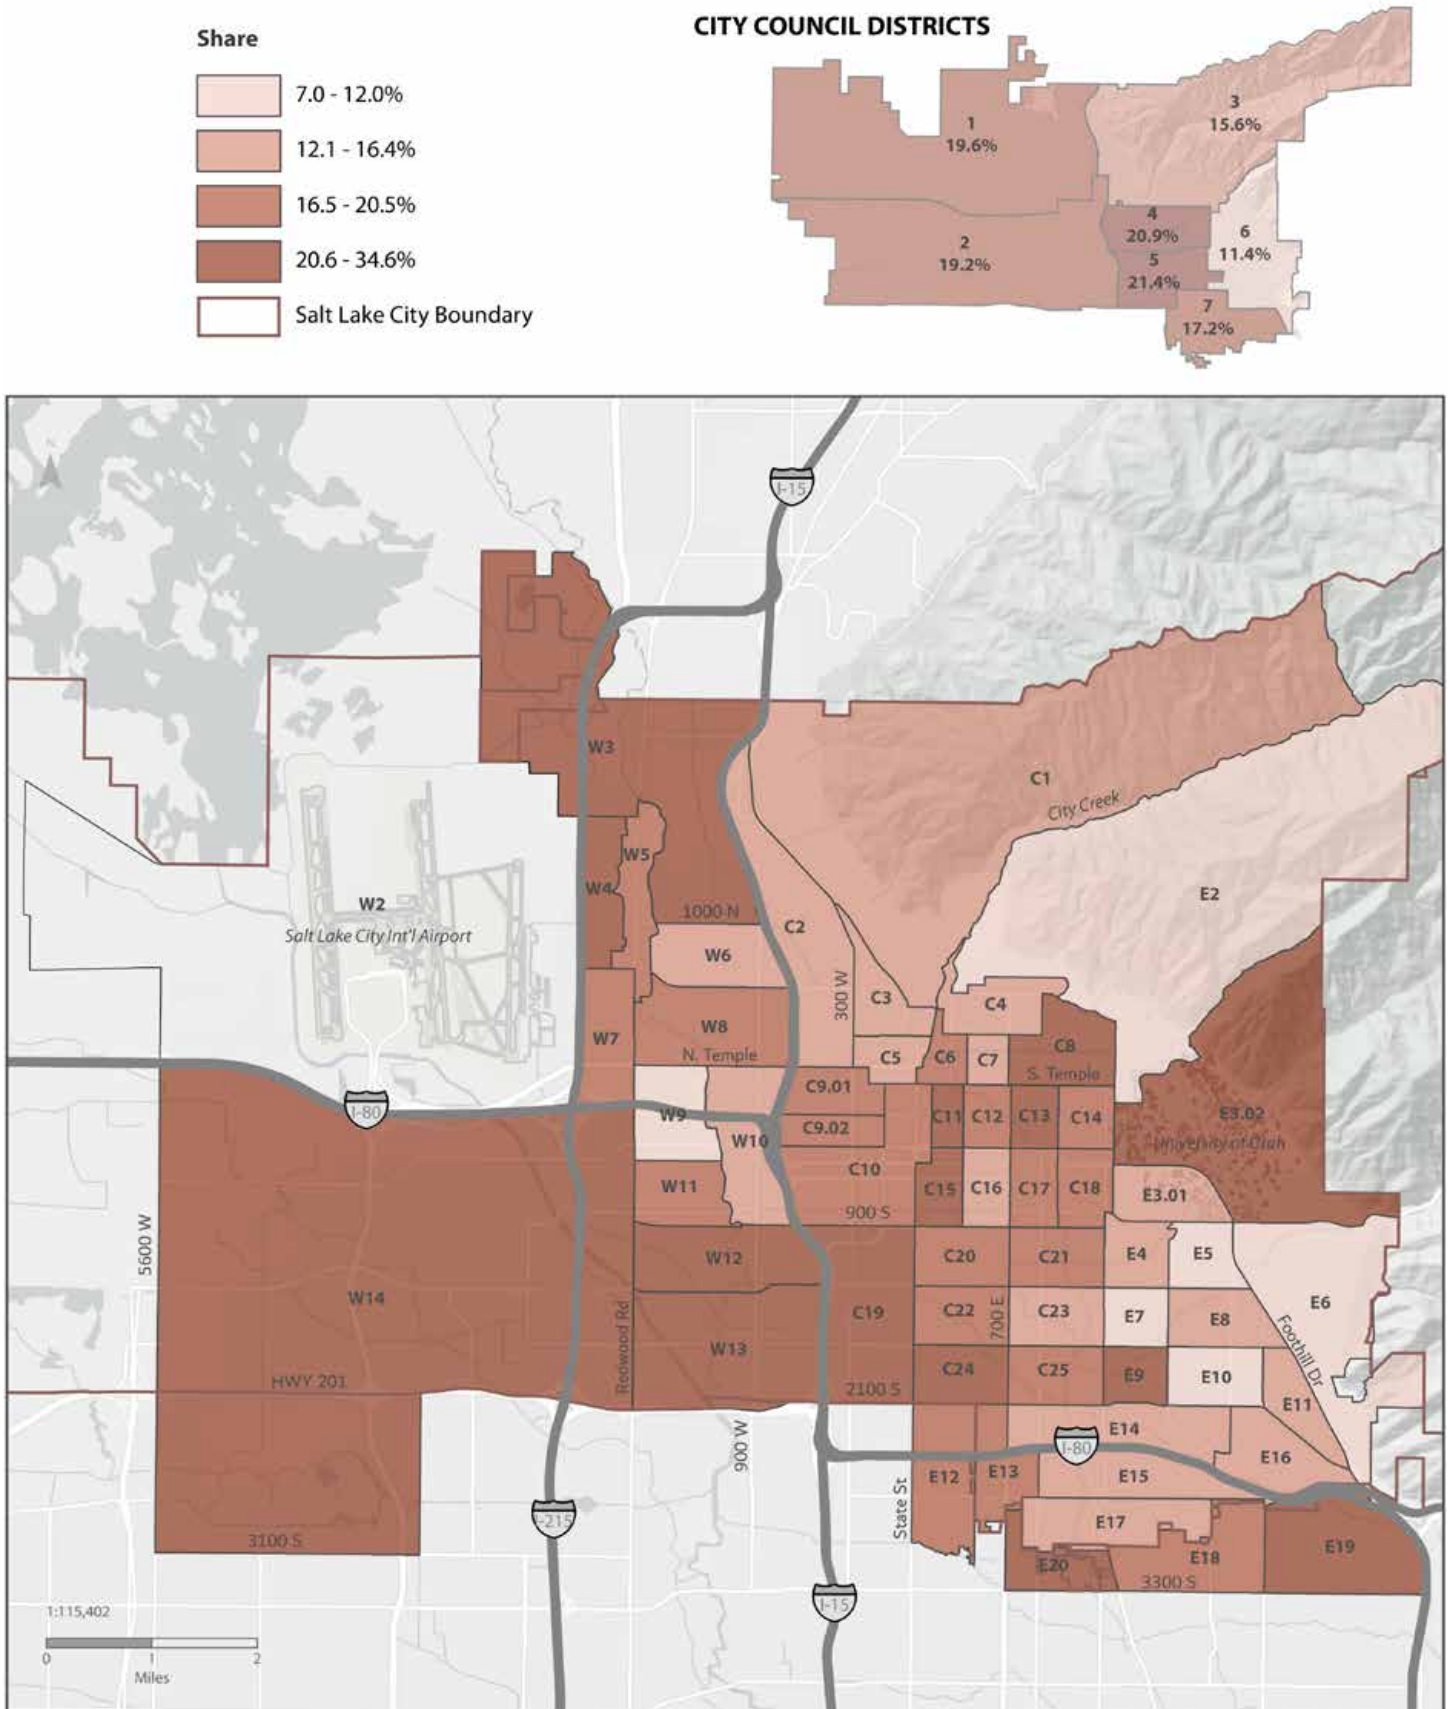 Share
7.0 - 12.0%
12.1 - 16.4%
16.5 - 20.5%
20.6 - 34.6%
Salt Lake City Boundary
CITY COUNCIL DISTRICTS
1
19.6%
2
19.2%
3
15.6%
4
20.9%
5
21.4%
6
11.4%
7
17.2%
I-15
W3
C1
City Creek
W5
W4
W2
Salt Lake City Int'l Airport
1000 N
E2
C2
W6
300 W
C3
C4
W8
W7
N. Temple
C5
C6
C7
C8
S. Temple
I-80
W9
W10
C9.01
C9.02
C11
C12
C13
C14
E3.02
University of Utah
C10
W11
C15
C16
C17
C18
E3.01
900 S
5600 W
W12
C20
C21
E4
E5
W14
C19
C22
700 E
C23
E7
E8
E6
Foothill Dr
Redwood Rd
W13
HWY 201
2100 S
C24
C25
E9
E10
E11
900 W
E14
I-80
E16
State St
E12
E13
E15
I-215
E17
3100 S
E20
E18
E19
3300 S
I-15
1:115,402
0
1
2
Miles